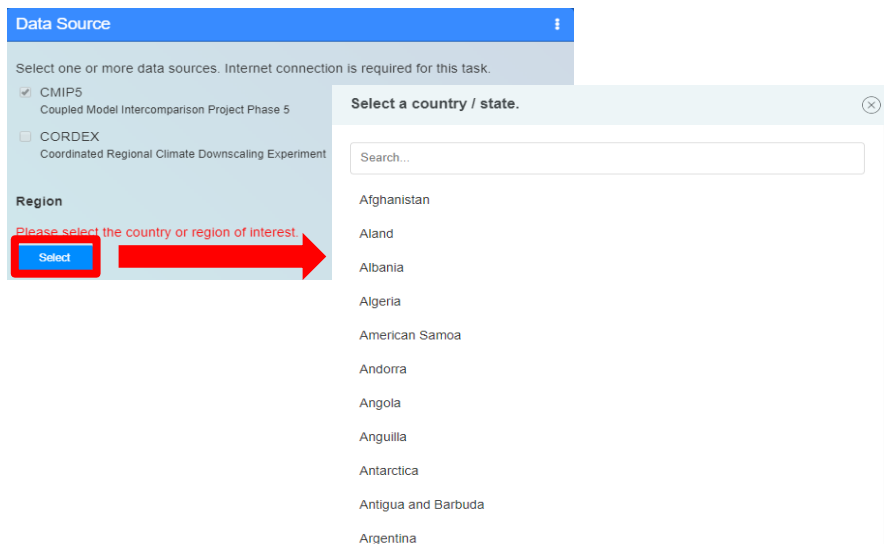 Data Source
Select one or more data sources. Internet connection is required for this task.
CMIP5
Coupled Model Intercomparison Project Phase 5
CORDEX
Coordinated Regional Climate Downscaling Experiment
Region
Please select the country or region of interest.
Select
Select a country / state.
Search...
Afghanistan
Aland
Albania
Algeria
American Samoa
Andorra
Angola
Anguilla
Antarctica
Antigua and Barbuda
Argentina